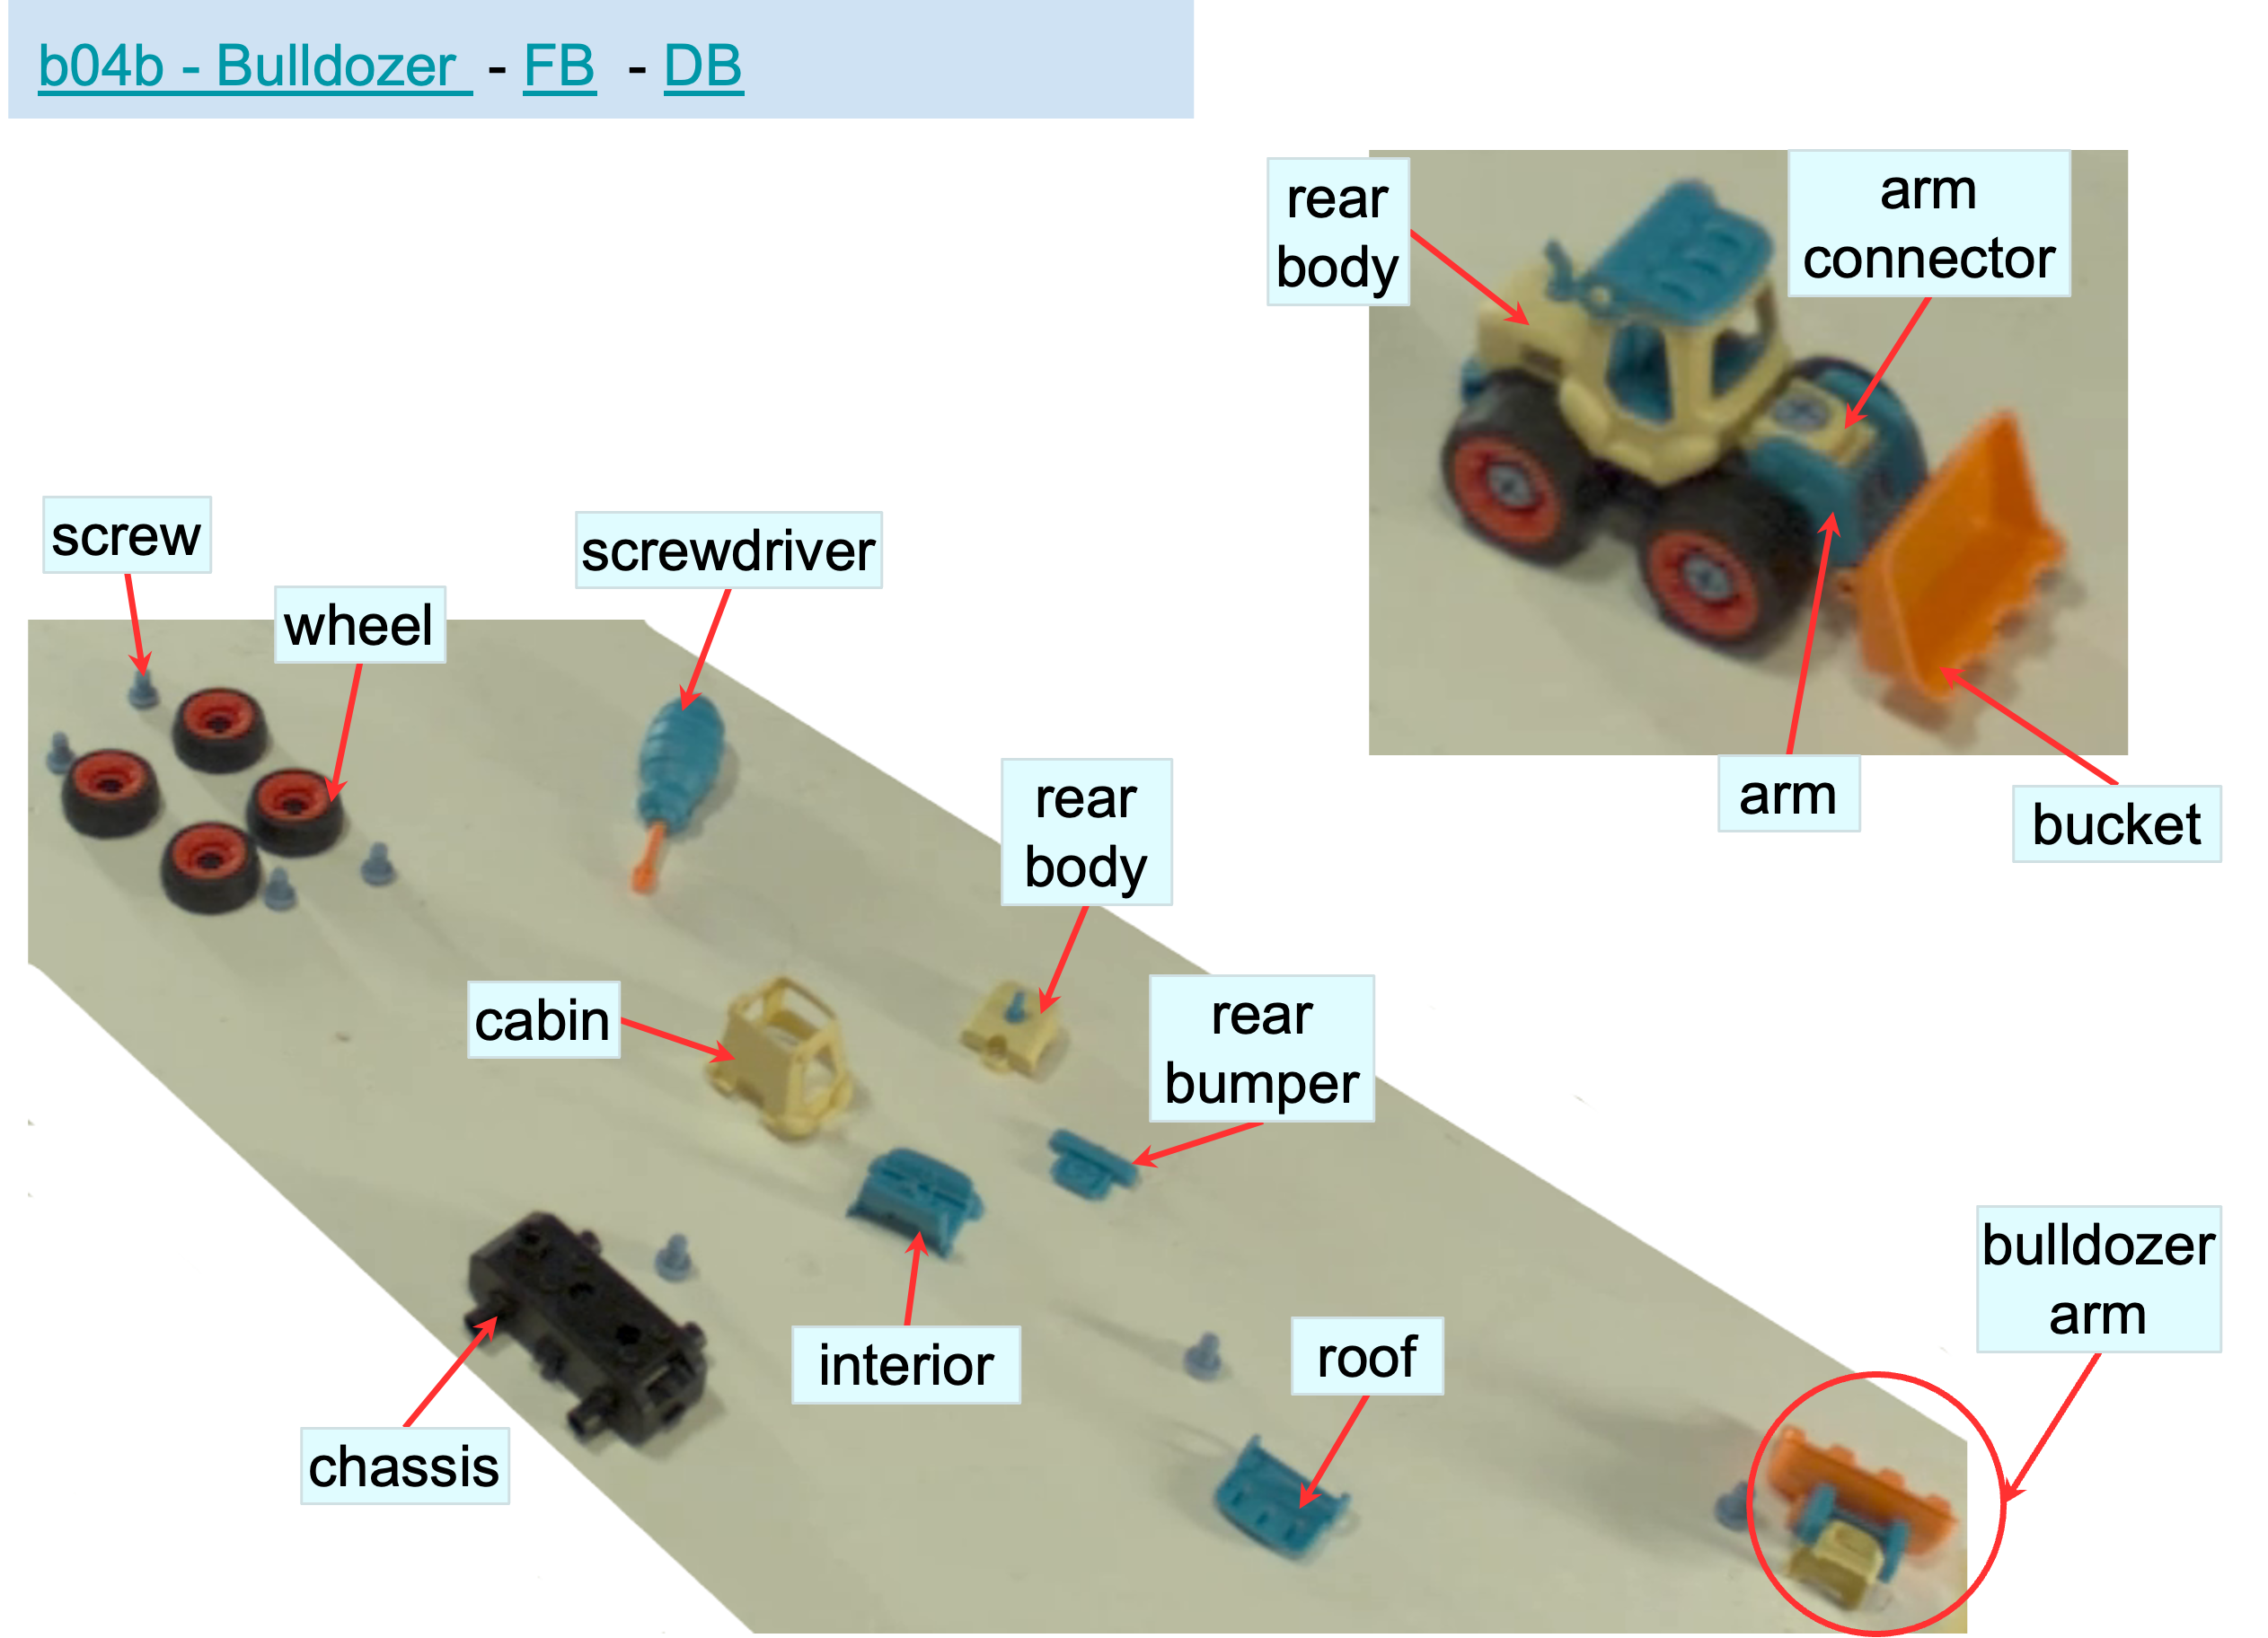 b04b - Bulldozer - FB - DB
rear
body
arm
connector
screw
screwdriver
wheel
rear
body
arm
bucket
cabin
rear
bumper
bulldozer
arm
interior
roof
chassis